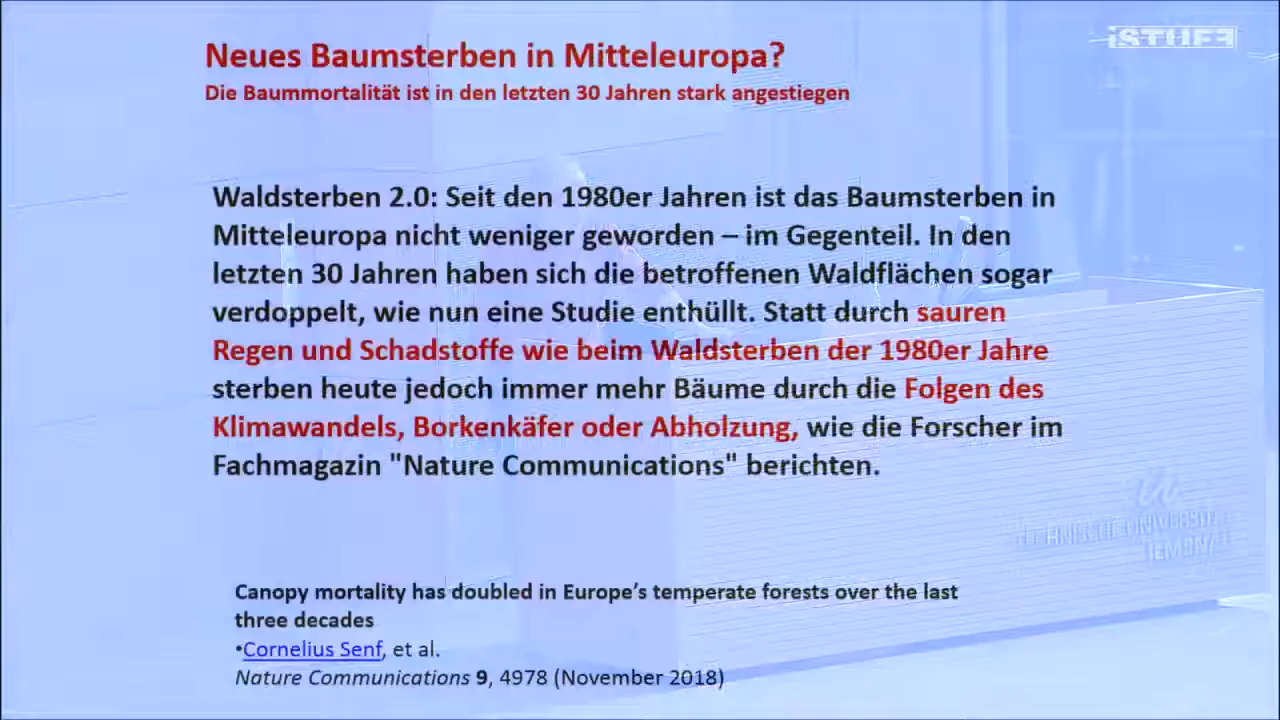 iSTUFF
Neues Baumsterben in Mitteleuropa?
Die Baummortalität ist in den letzten 30 Jahren stark angestiegen
Waldsterben 2.0: Seit den 1980er Jahren ist das Baumsterben in
Mitteleuropa nicht weniger geworden – im Gegenteil. In den
letzten 30 Jahren haben sich die betroffenen Waldflächen sogar
verdoppelt, wie nun eine Studie enthüllt. Statt durch sauren
Regen und Schadstoffe wie beim Waldsterben der 1980er Jahre
sterben heute jedoch immer mehr Bäume durch die Folgen des
Klimawandels, Borkenkäfer oder Abholzung, wie die Forscher im
Fachmagazin "Nature Communications" berichten.
TECHNISCHE UNIVERSITÄT
ILMENAU
Canopy mortality has doubled in Europe’s temperate forests over the last
three decades
•Cornelius Senf, et al.
Nature Communications 9, 4978 (November 2018)